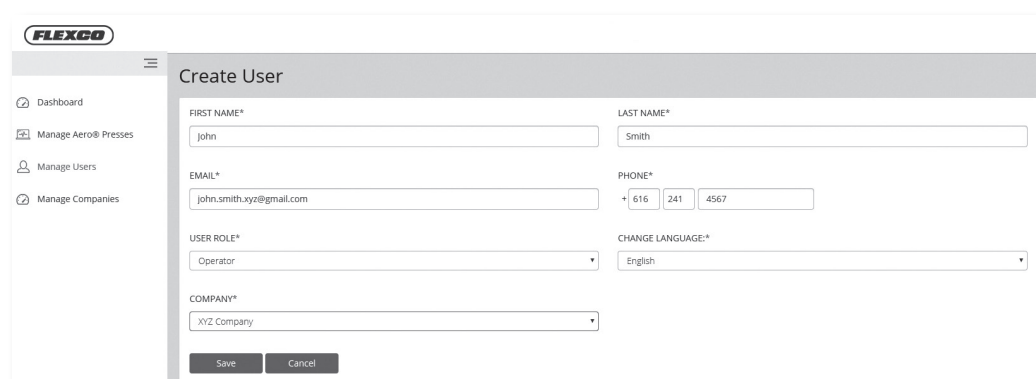 FLEXCO
Create User
Dashboard
Manage Aero® Presses
Manage Users
Manage Companies
FIRST NAME*
John
LAST NAME*
Smith
EMAIL*
john.smith.xyz@gmail.com
PHONE*
+ 616 241 4567
USER ROLE*
Operator
CHANGE LANGUAGE:*
English
COMPANY*
XYZ Company
Save Cancel